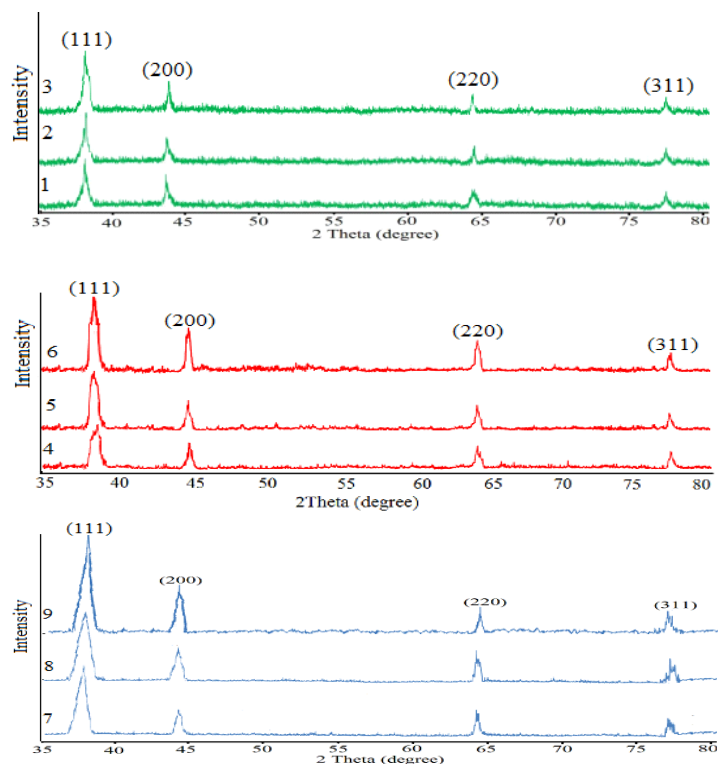 (111)
(200)
(220)
(311)
Intensity
3
2
1
35 40 45 50 55 60 65 70 75 80
2 Theta (degree)
(111)
(200)
(220)
(311)
Intensity
6
5
4
35 40 45 50 55 60 65 70 75 80
2Theta (degree)
(111)
(200)
(220)
(311)
Intensity
9
8
7
35 40 45 50 55 60 65 70 75 80
2 Theta (degree)